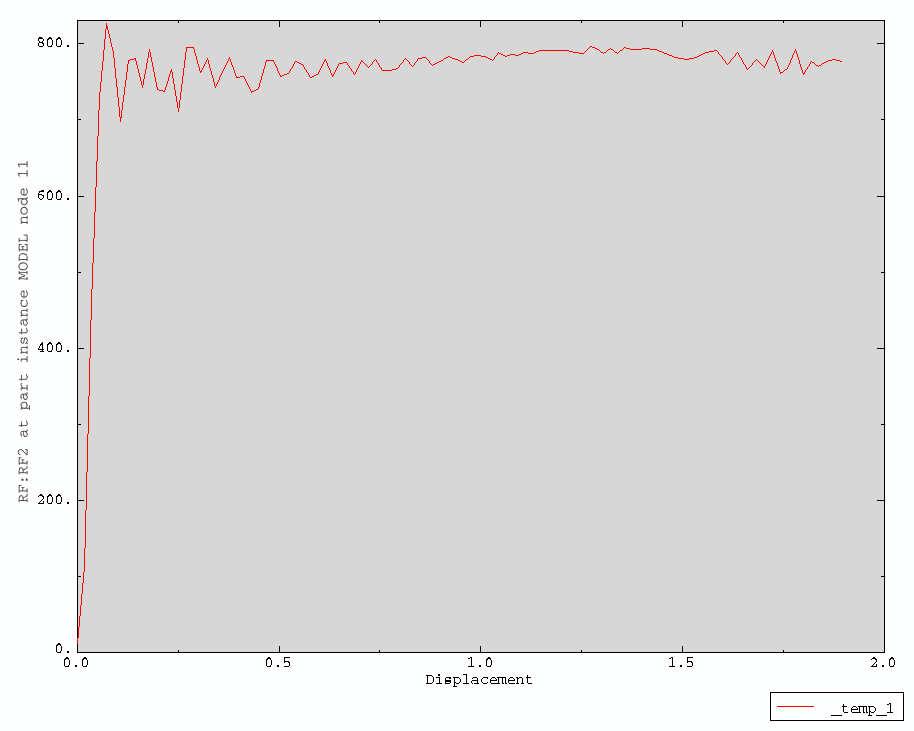 800.
600.
400.
200.
0.
RF:RF2 at part instance MODEL node 11
0.0 0.5 1.0 1.5 2.0
Displacement
_temp_1